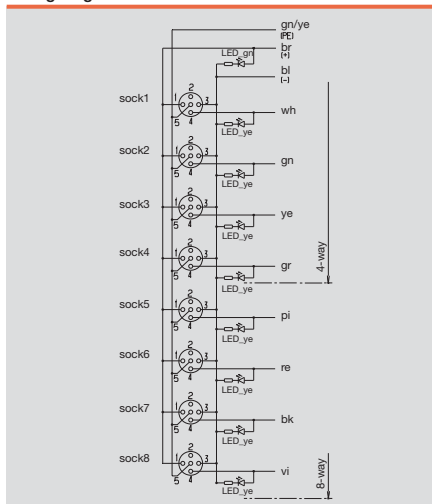 gn/ye
(PE)
br
(+)
LED_gn
bl
(-)
sock1
2
1
3
5
4
wh
LED_ye
sock2
2
1
3
5
4
gn
LED_ye
sock3
2
1
3
5
4
ye
LED_ye
sock4
2
1
3
5
4
gr
LED_ye
4-way
sock5
2
1
3
5
4
pi
LED_ye
sock6
2
1
3
5
4
re
LED_ye
sock7
2
1
3
5
4
bk
LED_ye
sock8
2
1
3
5
4
vi
LED_ye
8-way